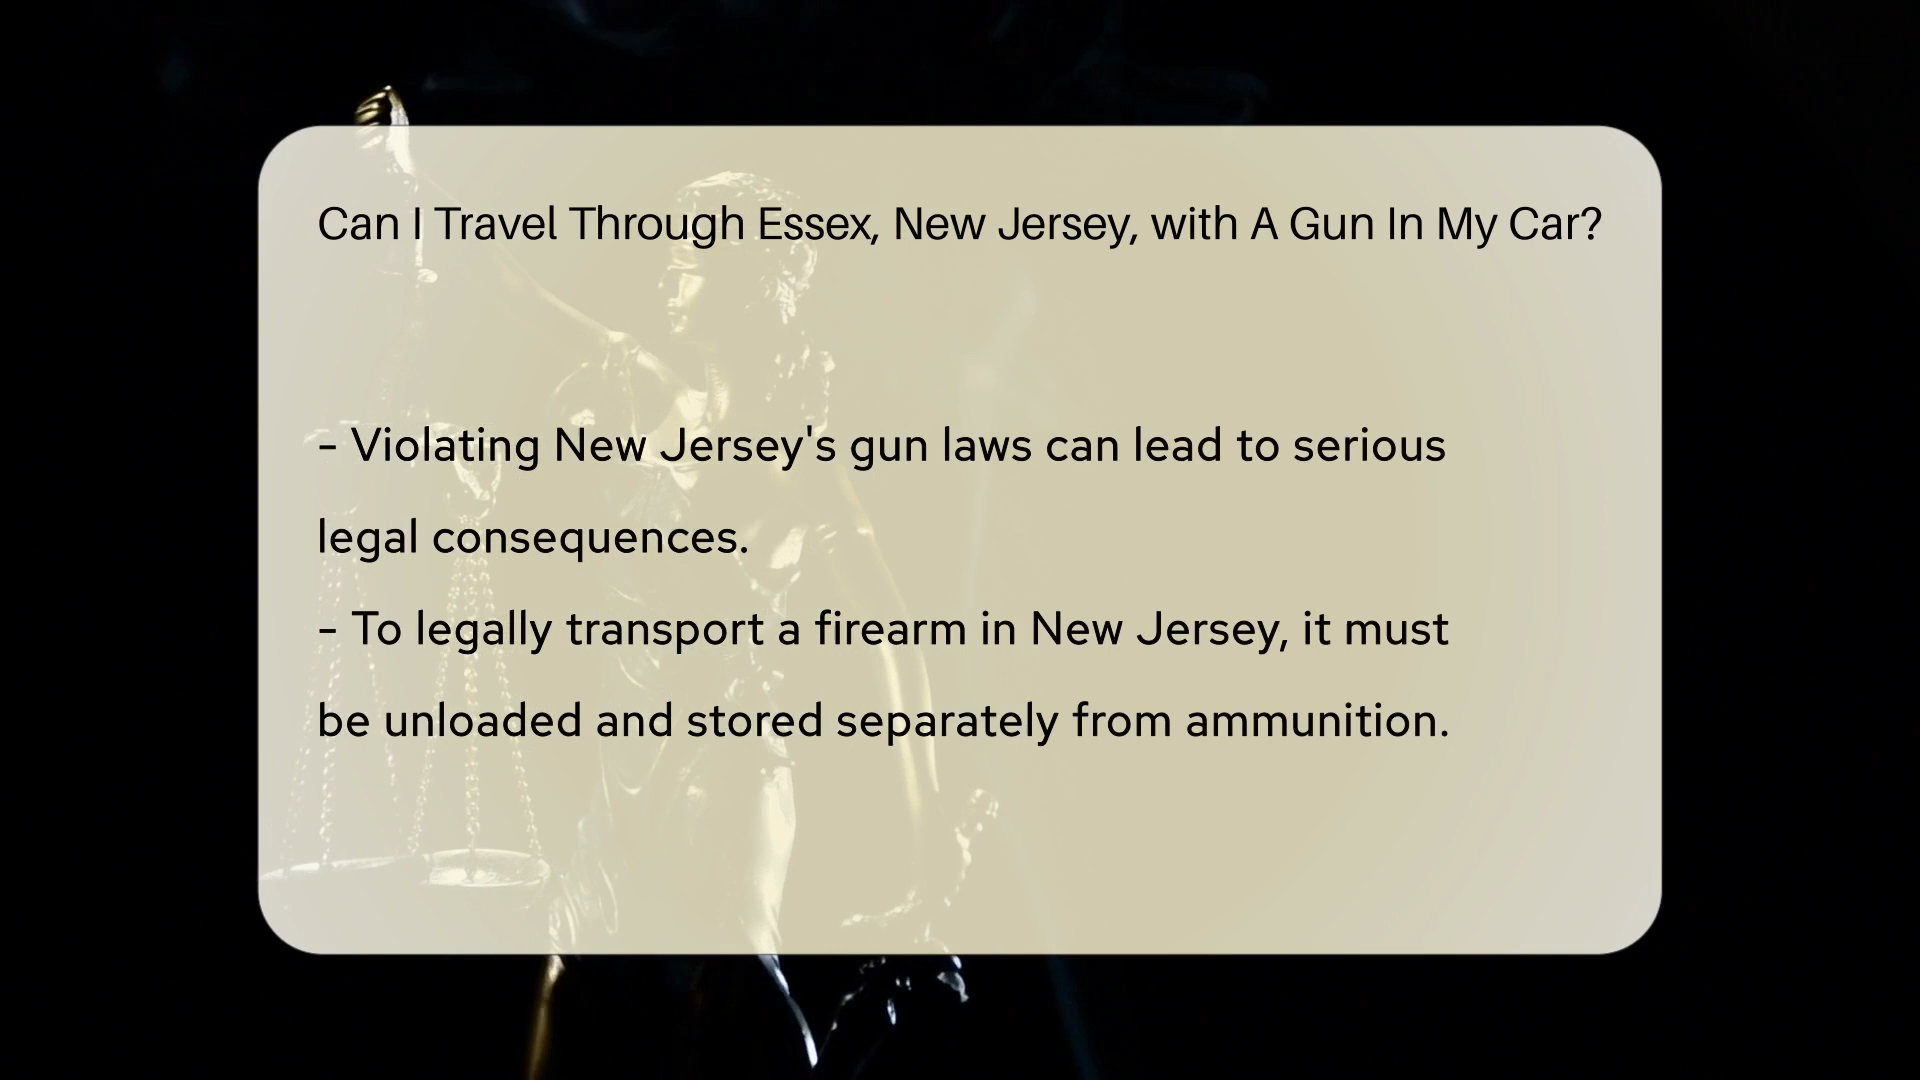 Can I Travel Through Essex, New Jersey, with A Gun In My Car?
- Violating New Jersey's gun laws can lead to serious
legal consequences.
- To legally transport a firearm in New Jersey, it must
be unloaded and stored separately from ammunition.